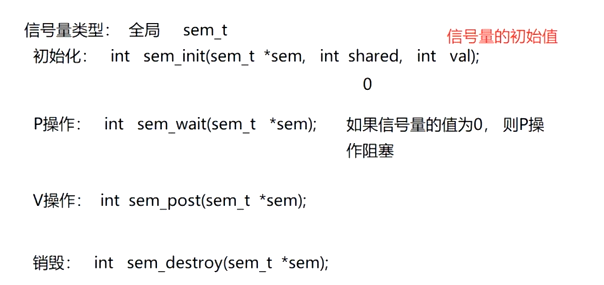 信号量类型： 全局 sem_t
信号量的初始值
初始化： int sem_init(sem_t *sem, int shared, int val);
0
P操作： int sem_wait(sem_t *sem); 如果信号量的值为0， 则P操
作阻塞
V操作： int sem_post(sem_t *sem);
销毁： int sem_destroy(sem_t *sem);